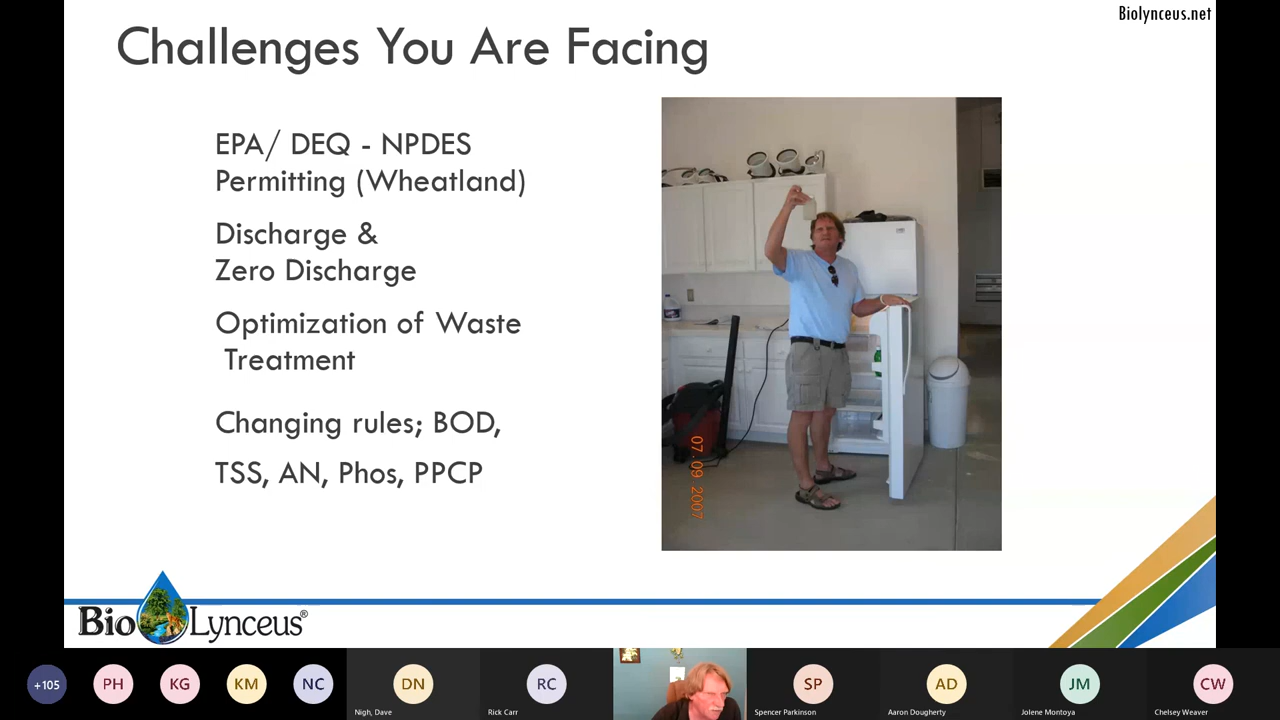 Biolynceus.net
Challenges You Are Facing
EPA/ DEQ - NPDES
Permitting (Wheatland)
Discharge &
Zero Discharge
Optimization of Waste
Treatment
Changing rules; BOD,
TSS, AN, Phos, PPCP
07.09.2007
BioLynceus®
+105
PH
KG
KM
NC
DN
Nigh, Dave
RC
Rick Carr
SP
Spencer Parkinson
AD
Aaron Dougherty
JM
Jolene Montoya
CW
Chelsey Weaver